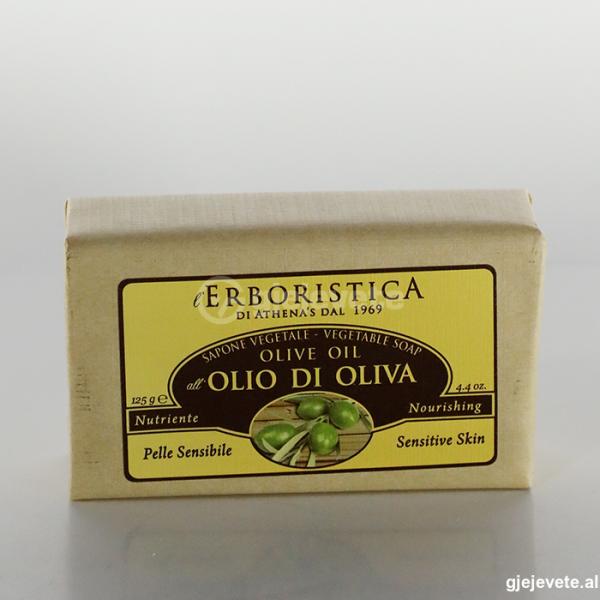 l'ERBORISTICA
DI ATHENA'S DAL 1969
SAPONE VEGETALE - VEGETABLE SOAP
OLIVE OIL
all'OLIO DI OLIVA
125 g e
4.4 oz.
Nutriente
Nourishing
Pelle Sensibile
Sensitive Skin
gjejevete
gjejevete.al